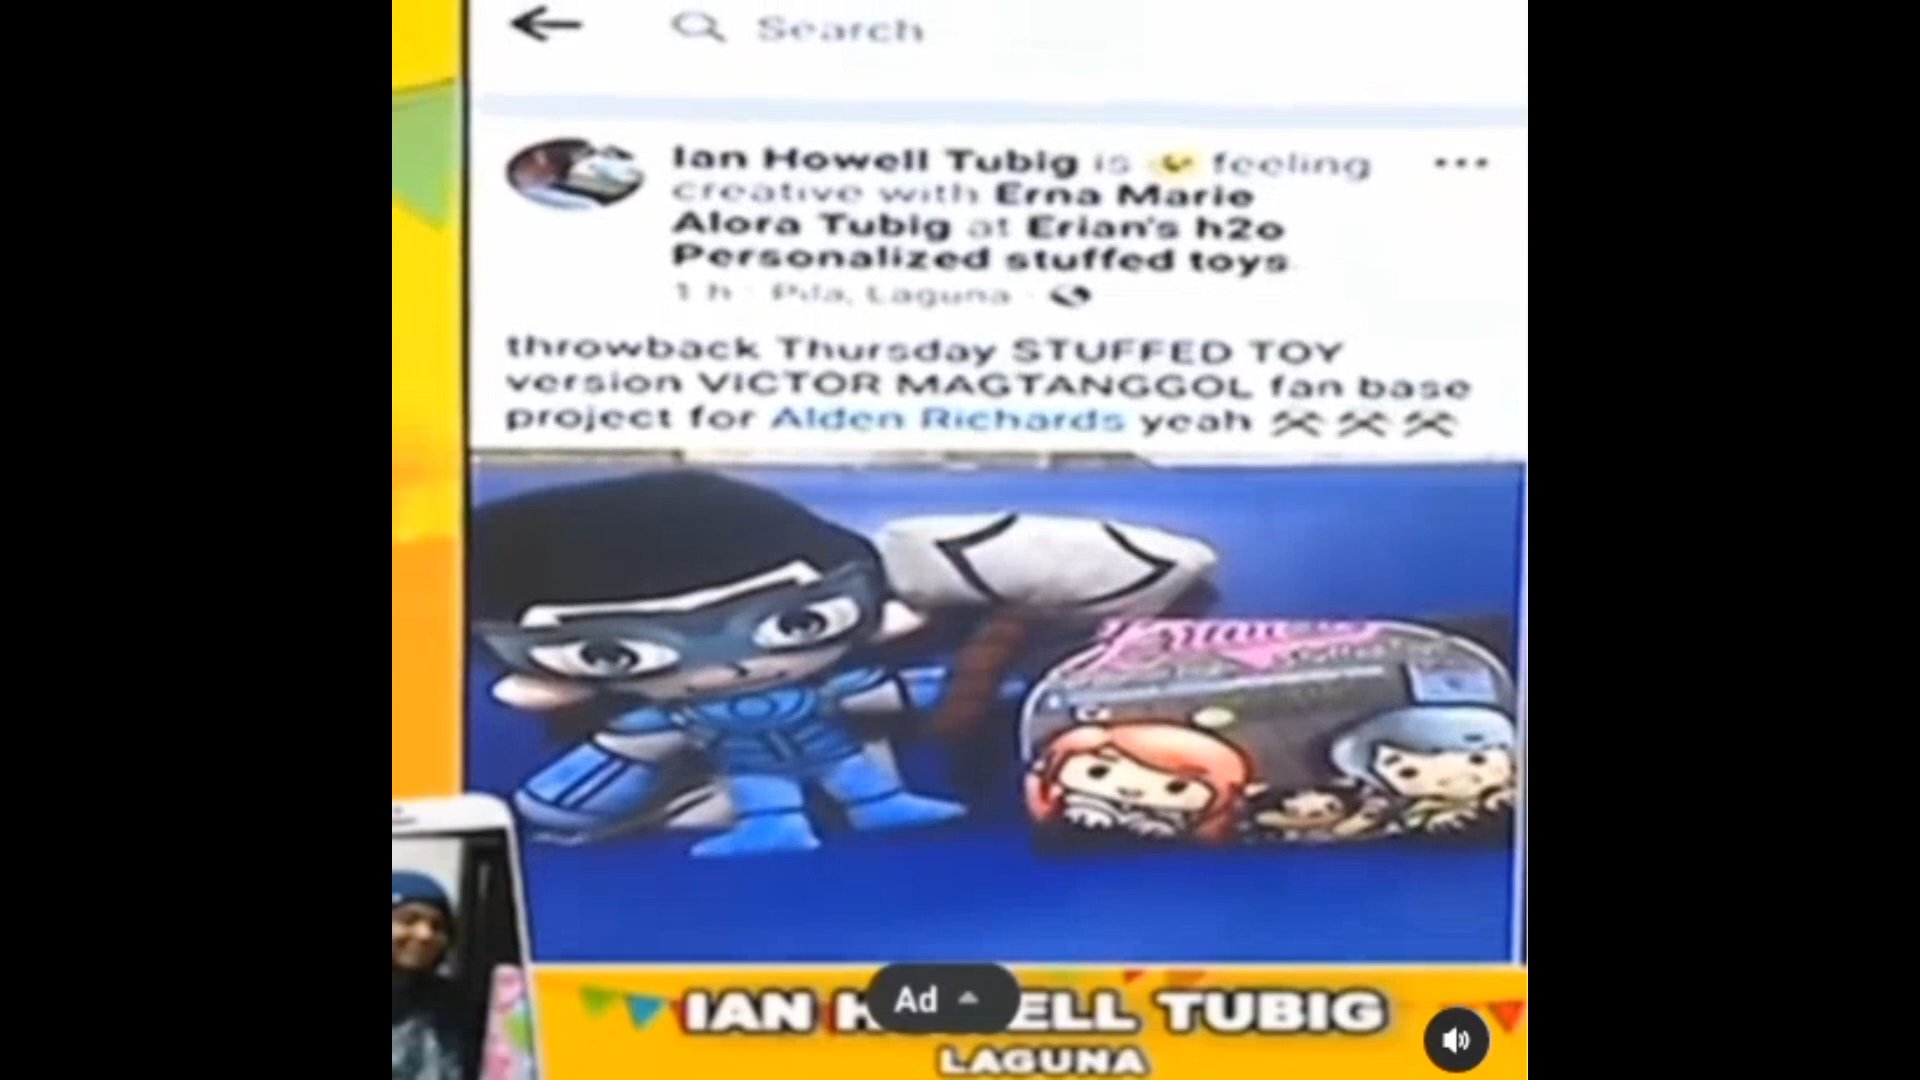 Search
Ian Howell Tubig is feeling
creative with Erna Marie
Alora Tubig at Erian's h2o
Personalized stuffed toys.
1 h · Pila, Laguna ·
throwback Thursday STUFFED TOY
version VICTOR MAGTANGGOL fan base
project for Alden Richards yeah
IAN H ELL TUBIG
Ad
LAGUNA